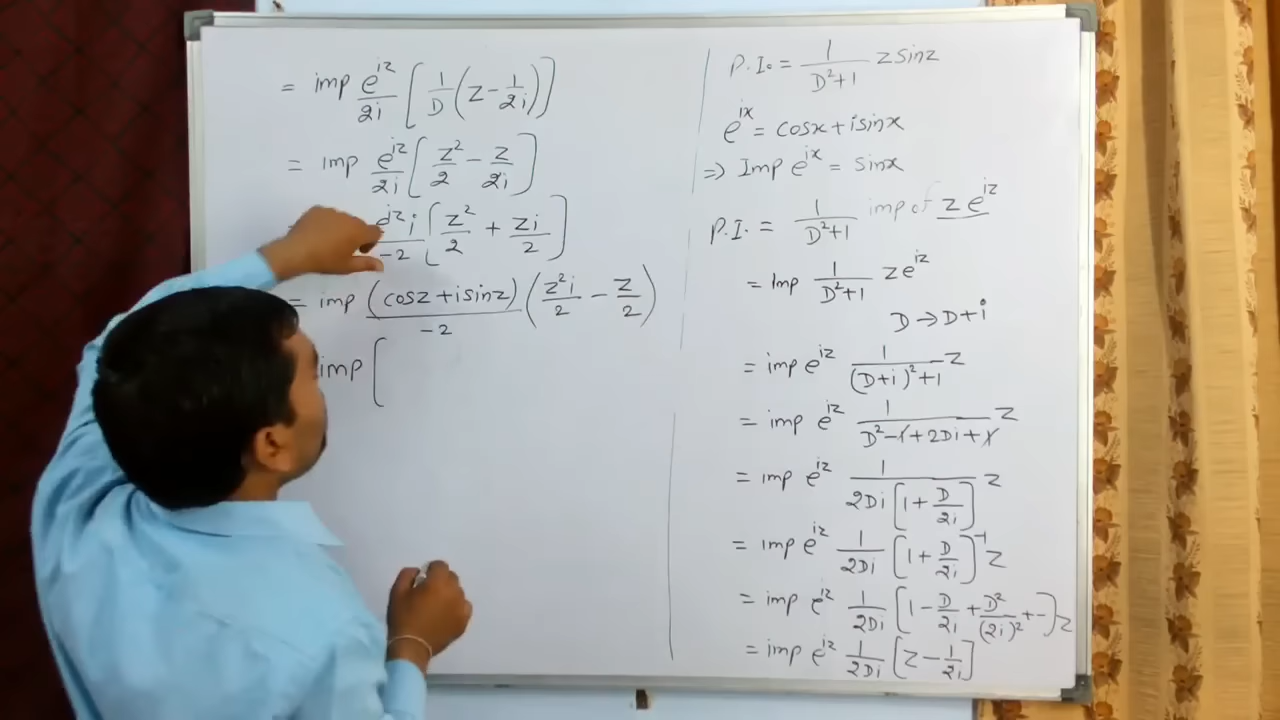 = imp e^{iz}/2i [1/D (z - 1/2i)]
= imp e^{iz}/2i [z²/2 - z/2i]
e^{iz} i/-2 [z²/2 + zi/2]
= imp (cosz + isinz)/-2 (z²i/2 - z/2)
imp [
P.I. = 1/(D²+1) z sinz
e^{ix} = cosx + isinx
⇒ Imp e^{ix} = sinx
P.I. = 1/(D²+1) imp of z e^{iz}
= Imp 1/(D²+1) z e^{iz}
D → D+i
= imp e^{iz} 1/((D+i)²+1) z
= imp e^{iz} 1/(D²-1+2Di+1) z
= imp e^{iz} 1/(2Di[1+D/2i]) z
= imp e^{iz} 1/2Di [1+D/2i]^{-1} z
= imp e^{iz} 1/2Di [1 - D/2i + D²/(2i)² + -] z
= imp e^{iz} 1/2Di [z - 1/2i]